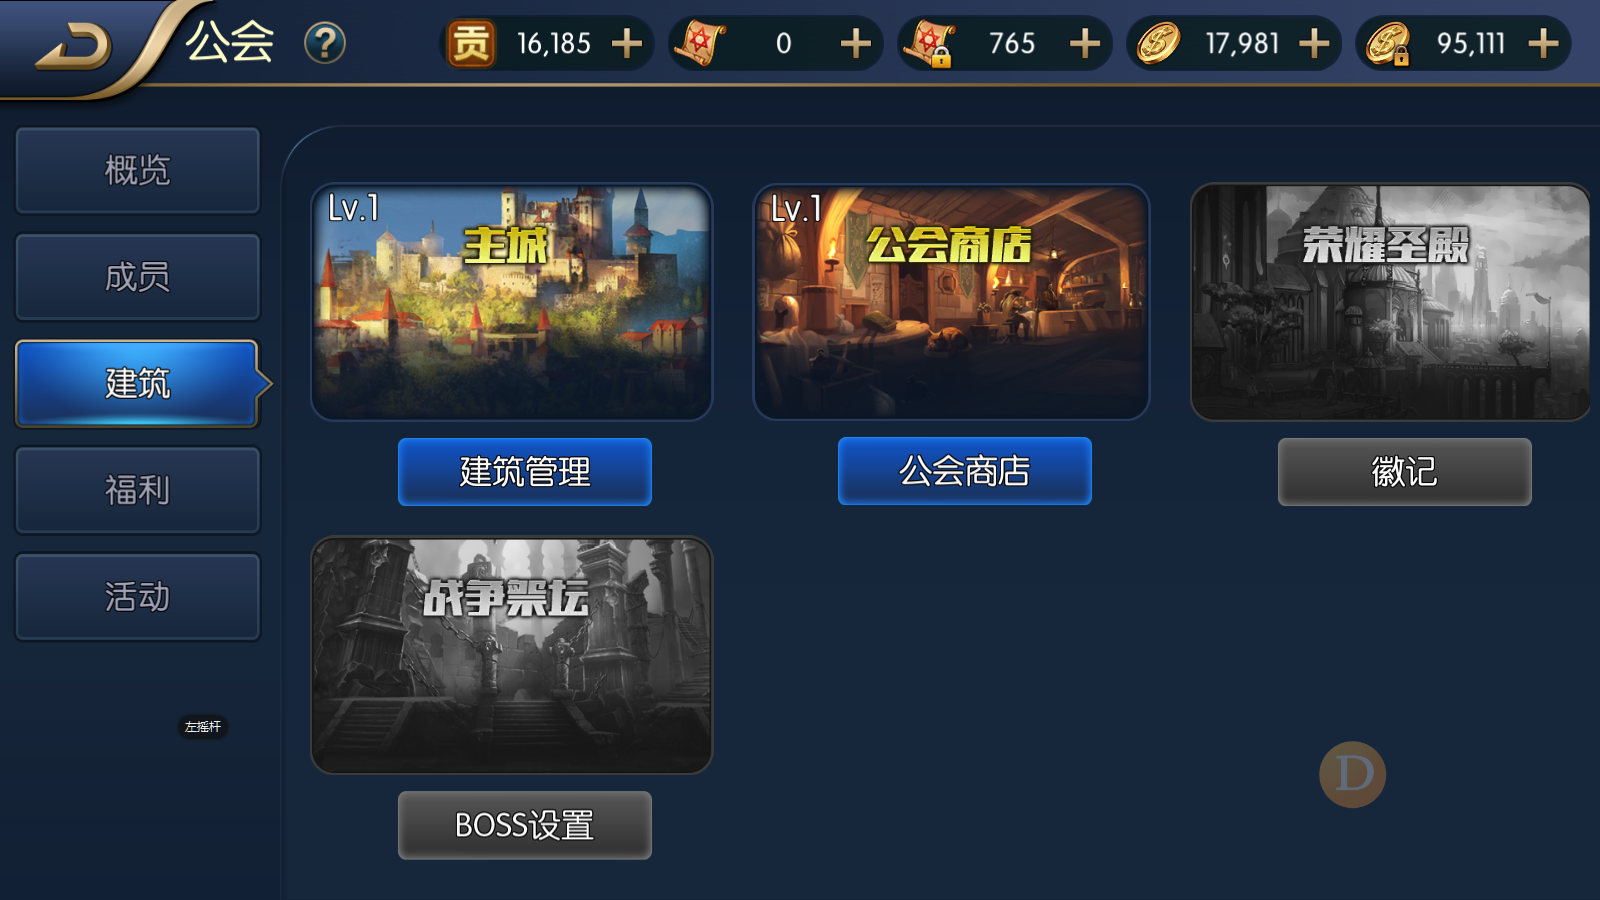 公会
?
贡 16,185
0
765
17,981
95,111
概览
成员
建筑
福利
活动
左摇杆
Lv.1
主城
建筑管理
Lv.1
公会商店
公会商店
荣耀圣殿
徽记
战争祭坛
BOSS设置
D